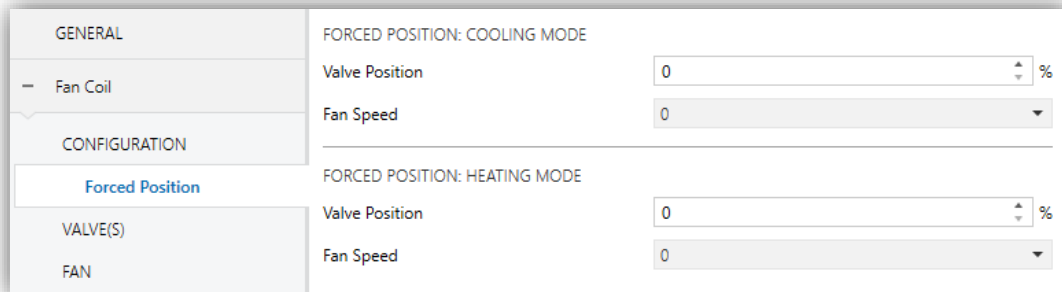 GENERAL
Fan Coil
CONFIGURATION
Forced Position
VALVE(S)
FAN
FORCED POSITION: COOLING MODE
Valve Position 0 %
Fan Speed 0
FORCED POSITION: HEATING MODE
Valve Position 0 %
Fan Speed 0